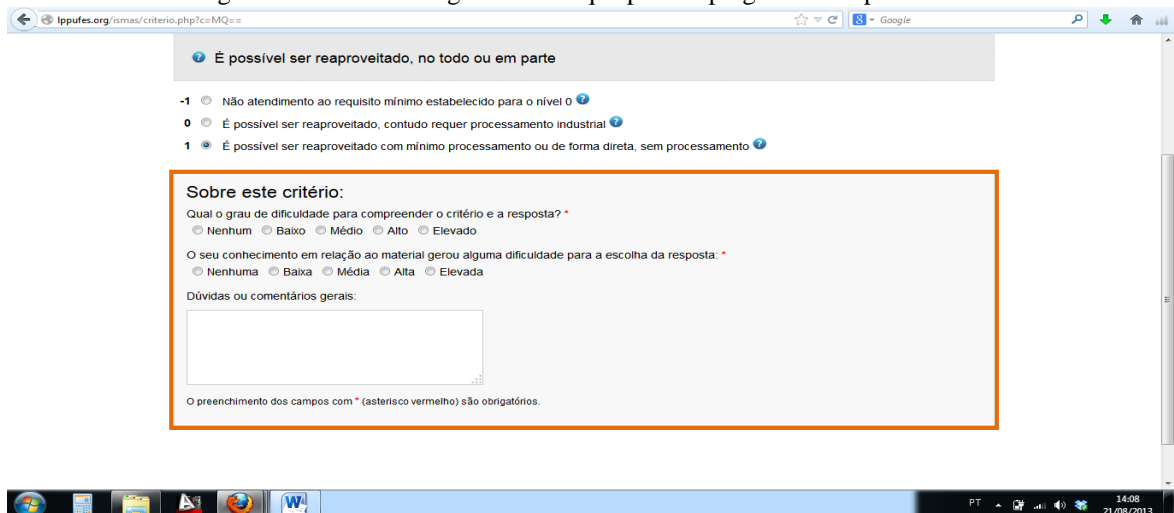 lppufes.org/ismas/criterio.php?c=MQ==
Google
É possível ser reaproveitado, no todo ou em parte
-1 Não atendimento ao requisito mínimo estabelecido para o nível 0
0 É possível ser reaproveitado, contudo requer processamento industrial
1 É possível ser reaproveitado com mínimo processamento ou de forma direta, sem processamento
Sobre este critério:
Qual o grau de dificuldade para compreender o critério e a resposta? *
Nenhum Baixo Médio Alto Elevado
O seu conhecimento em relação ao material gerou alguma dificuldade para a escolha da resposta: *
Nenhuma Baixa Média Alta Elevada
Dúvidas ou comentários gerais:
O preenchimento dos campos com * (asterisco vermelho) são obrigatórios.
PT
14:08
21/08/2013